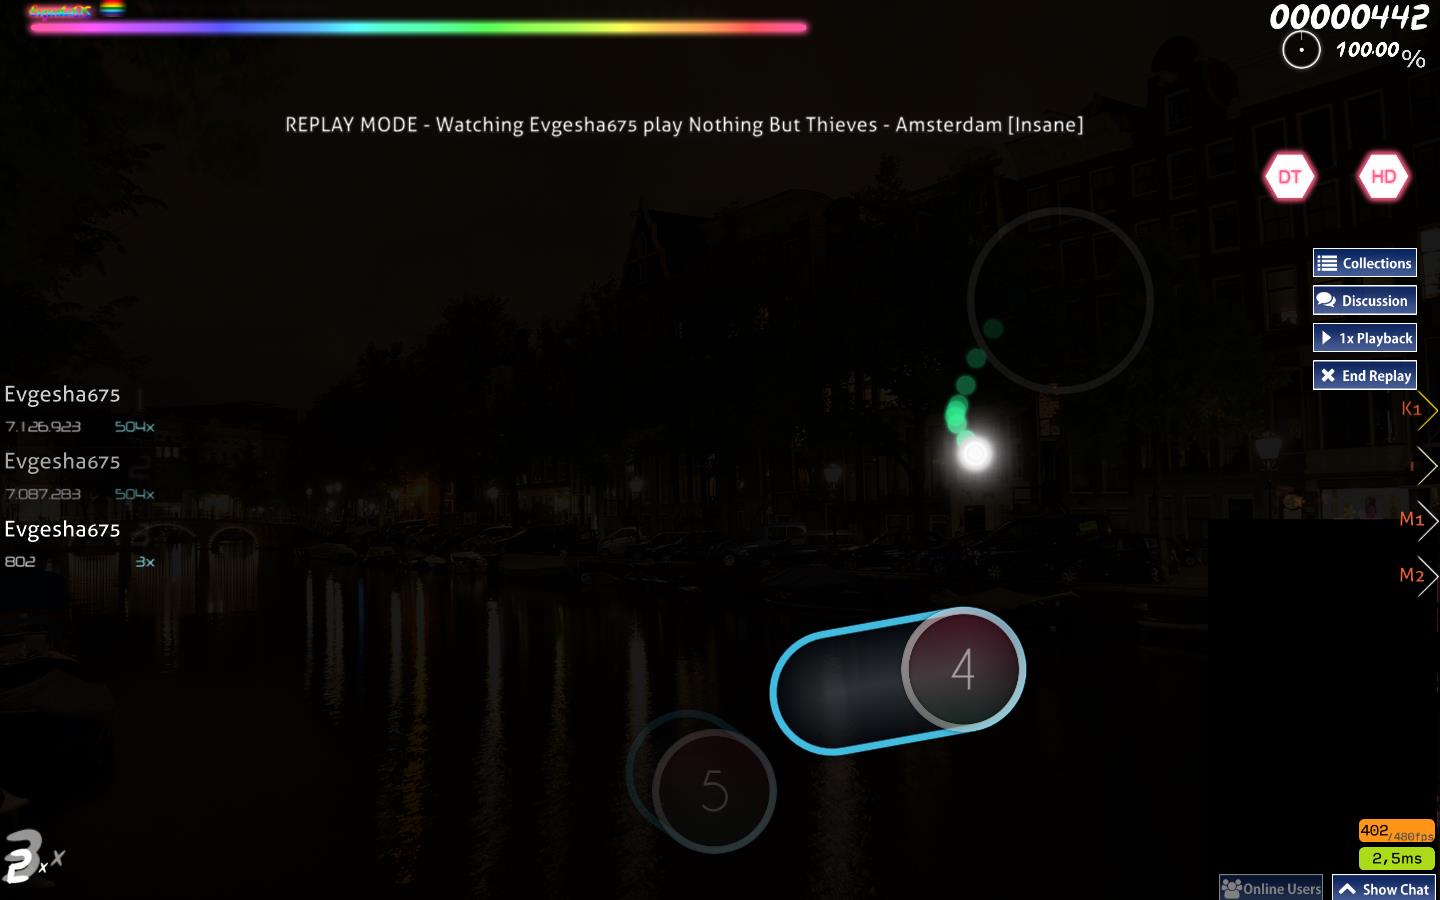 Evgesha675
00000442
100.00%
REPLAY MODE - Watching Evgesha675 play Nothing But Thieves - Amsterdam [Insane]
DT HD
Collections
Discussion
1x Playback
End Replay
Evgesha675
7.126.923 504x
Evgesha675
7.087.283 504x
Evgesha675
802 3x
K1
M1
M2
4
5
402/480fps
2,5ms
Online Users Show Chat